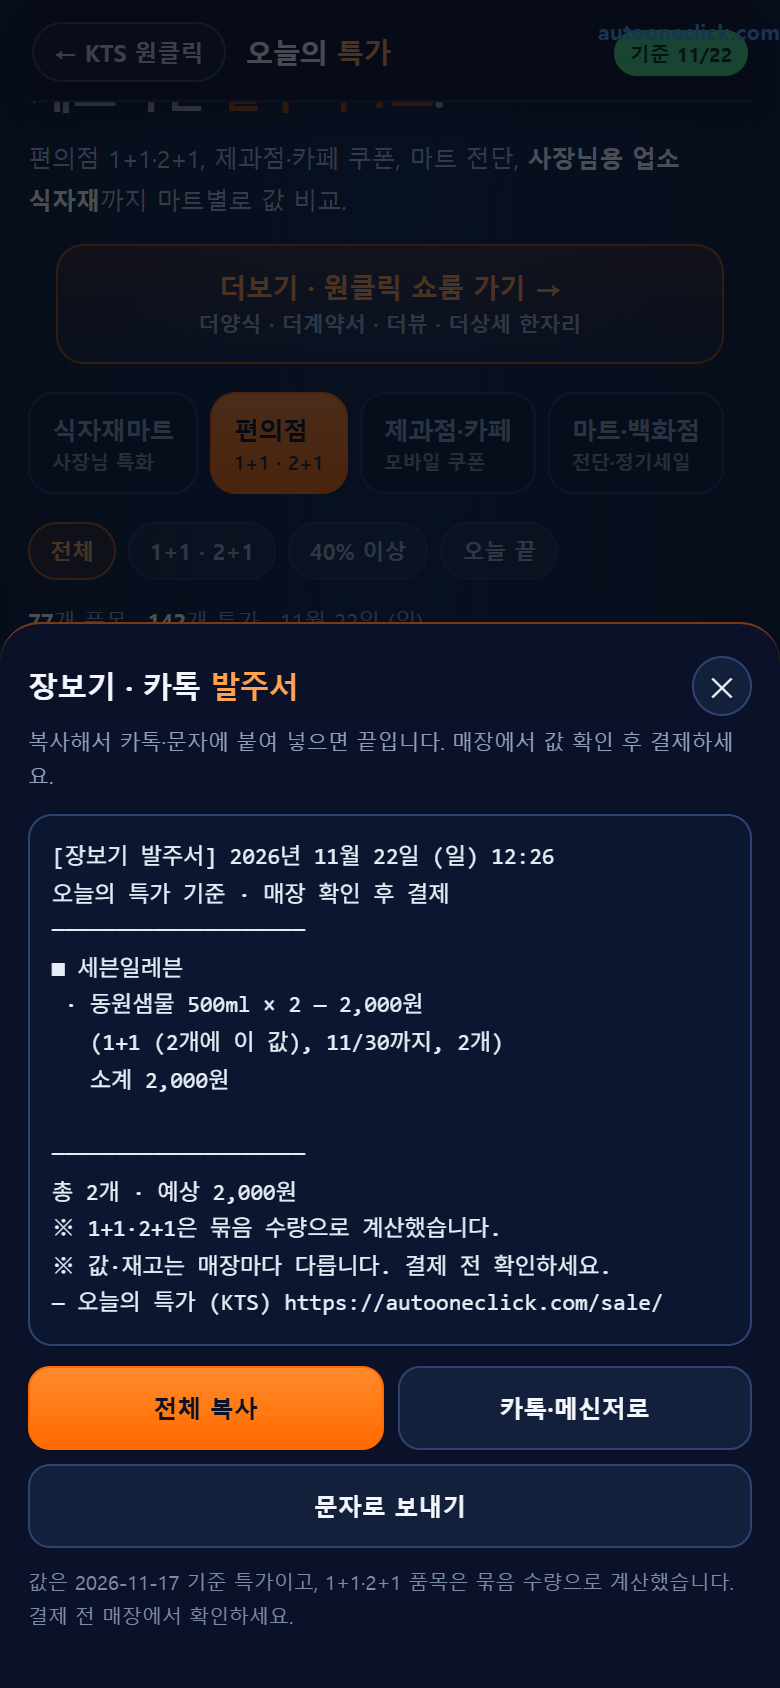 ← KTS 원클릭
오늘의 특가
autooneclick.com
기준 11/22
편의점 1+1·2+1, 제과점·카페 쿠폰, 마트 전단, 사장님용 업소
식자재까지 마트별로 값 비교.
더보기 · 원클릭 쇼룸 가기 →
더양식 · 더계약서 · 더뷰 · 더상세 한자리
식자재마트
사장님 특화
편의점
1+1 · 2+1
제과점·카페
모바일 쿠폰
마트·백화점
전단·정기세일
전체
1+1 · 2+1
40% 이상
오늘 끝
77개 품목 · 142개 특가 · 11월 22일 (일)
장보기 · 카톡 발주서
복사해서 카톡·문자에 붙여 넣으면 끝입니다. 매장에서 값 확인 후 결제하세
요.
[장보기 발주서] 2026년 11월 22일 (일) 12:26
오늘의 특가 기준 · 매장 확인 후 결제
────────────────────
■ 세븐일레븐
· 동원샘물 500ml × 2 — 2,000원
(1+1 (2개에 이 값), 11/30까지, 2개)
소계 2,000원
────────────────────
총 2개 · 예상 2,000원
※ 1+1·2+1은 묶음 수량으로 계산했습니다.
※ 값·재고는 매장마다 다릅니다. 결제 전 확인하세요.
— 오늘의 특가 (KTS) https://autooneclick.com/sale/
전체 복사
카톡·메신저로
문자로 보내기
값은 2026-11-17 기준 특가이고, 1+1·2+1 품목은 묶음 수량으로 계산했습니다.
결제 전 매장에서 확인하세요.